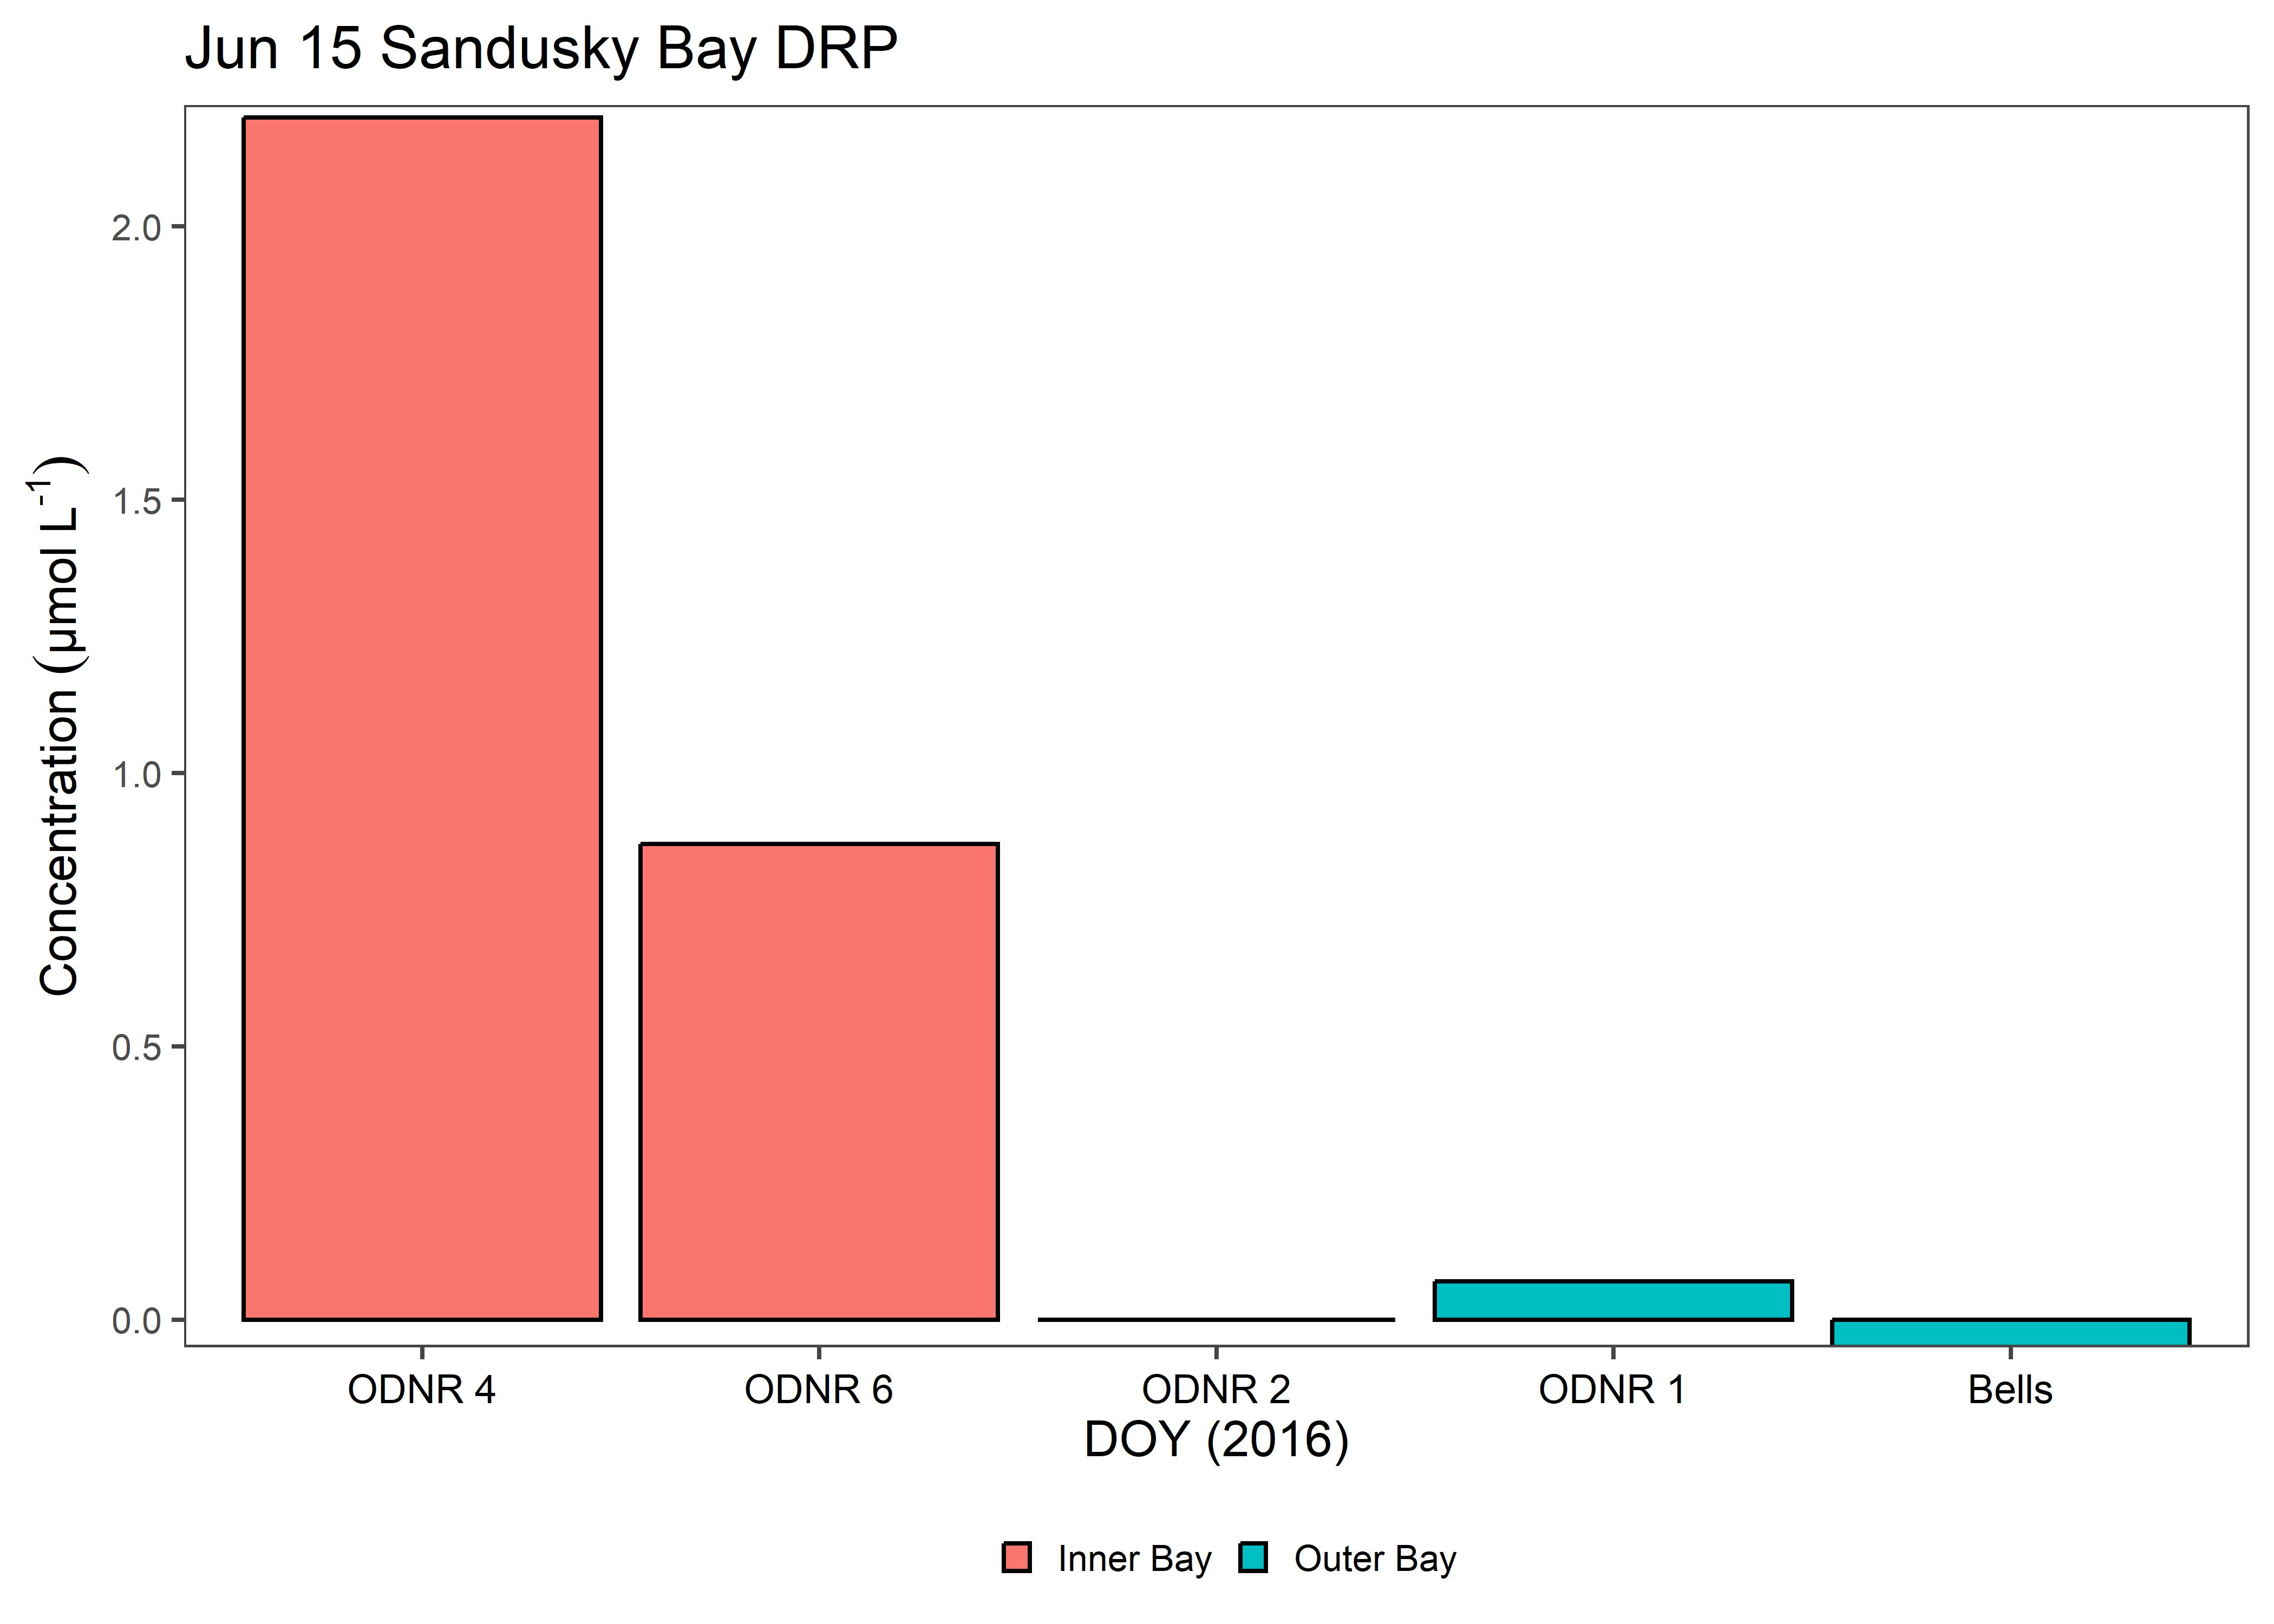 Jun 15 Sandusky Bay DRP
Concentration (µmol L⁻¹)
2.0
1.5
1.0
0.5
0.0
ODNR 4 ODNR 6 ODNR 2 ODNR 1 Bells
DOY (2016)
Inner Bay Outer Bay